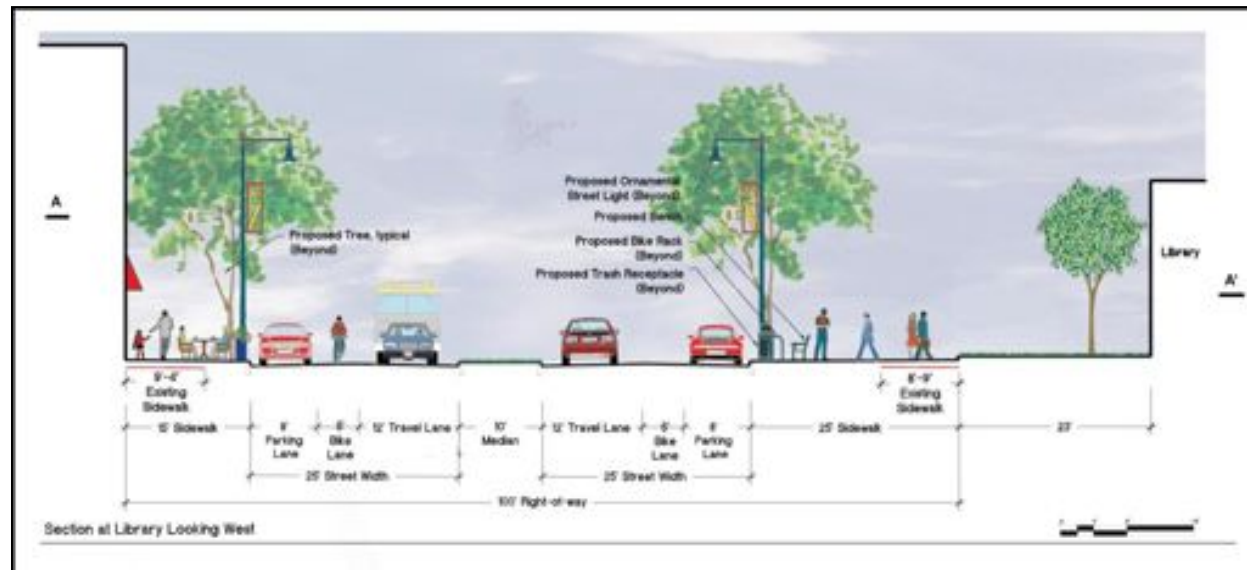 A
Proposed Tree, typical
(Beyond)
Proposed Ornamental
Street Light (Beyond)
Proposed Bench
Proposed Bike Rack
(Beyond)
Proposed Trash Receptacle
(Beyond)
Library
A'
Existing
Sidewalk
Existing
Sidewalk
15' Sidewalk
Parking
Lane
Bike
Lane
12' Travel Lane
10'
Median
12' Travel Lane
Bike
Lane
Parking
Lane
25' Sidewalk
25' Street Width
25' Street Width
100' Right-of-way
Section at Library Looking West